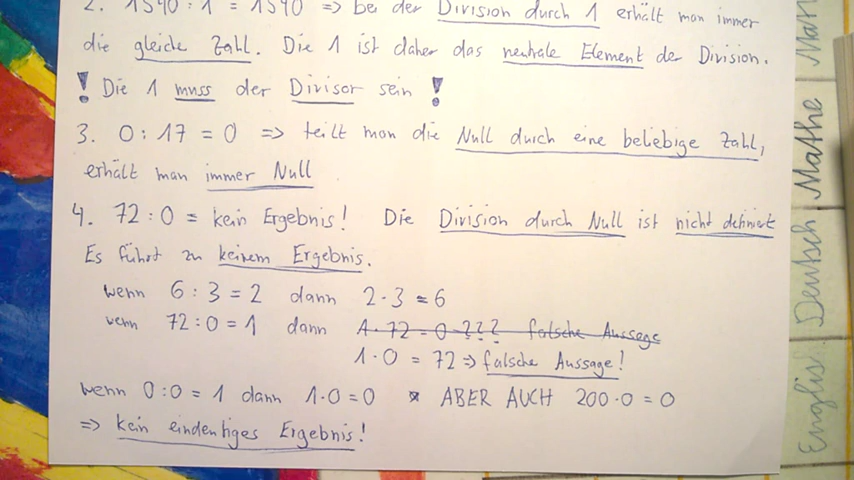 2. 1540 : 1 = 1540 => bei der Division durch 1 erhält man immer
die gleiche Zahl. Die 1 ist daher das neutrale Element der Division.
! Die 1 muss der Divisor sein !
3. 0 : 17 = 0 => teilt man die Null durch eine beliebige Zahl,
erhält man immer Null
4. 72 : 0 = kein Ergebnis! Die Division durch Null ist nicht definiert
Es führt zu keinem Ergebnis.
wenn 6 : 3 = 2 dann 2 · 3 = 6
wenn 72 : 0 = 1 dann 1 · 72 = 0 ??? falsche Aussage
1 · 0 = 72 => falsche Aussage!
wenn 0 : 0 = 1 dann 1 · 0 = 0 ABER AUCH 200 · 0 = 0
=> kein eindeutiges Ergebnis!
Mathe
Mathe
Deutsch
Englis